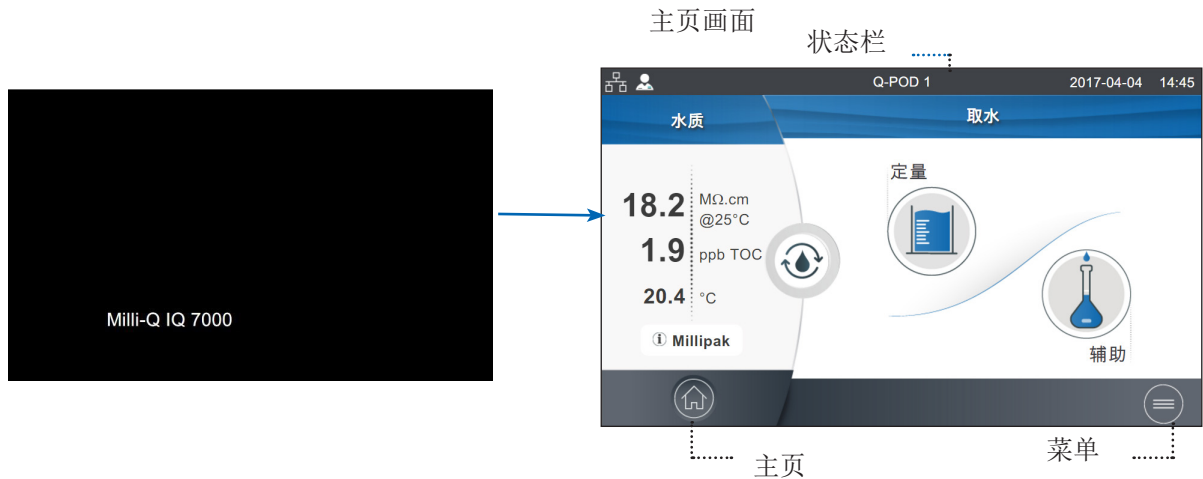 主页画面
状态栏
Q-POD 1
2017-04-04 14:45
水质
取水
定量
18.2 MΩ.cm
@25°C
1.9 ppb TOC
20.4 °C
Millipak
辅助
Milli-Q IQ 7000
主页
菜单